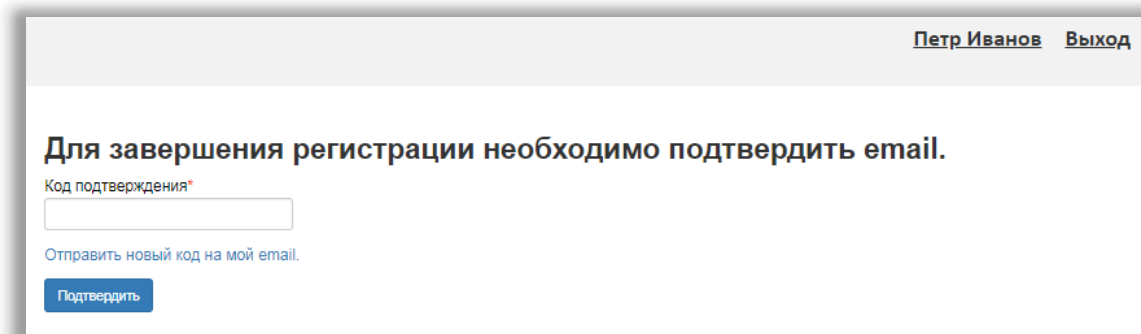 Петр Иванов Выход
Для завершения регистрации необходимо подтвердить email.
Код подтверждения*
Отправить новый код на мой email.
Подтвердить